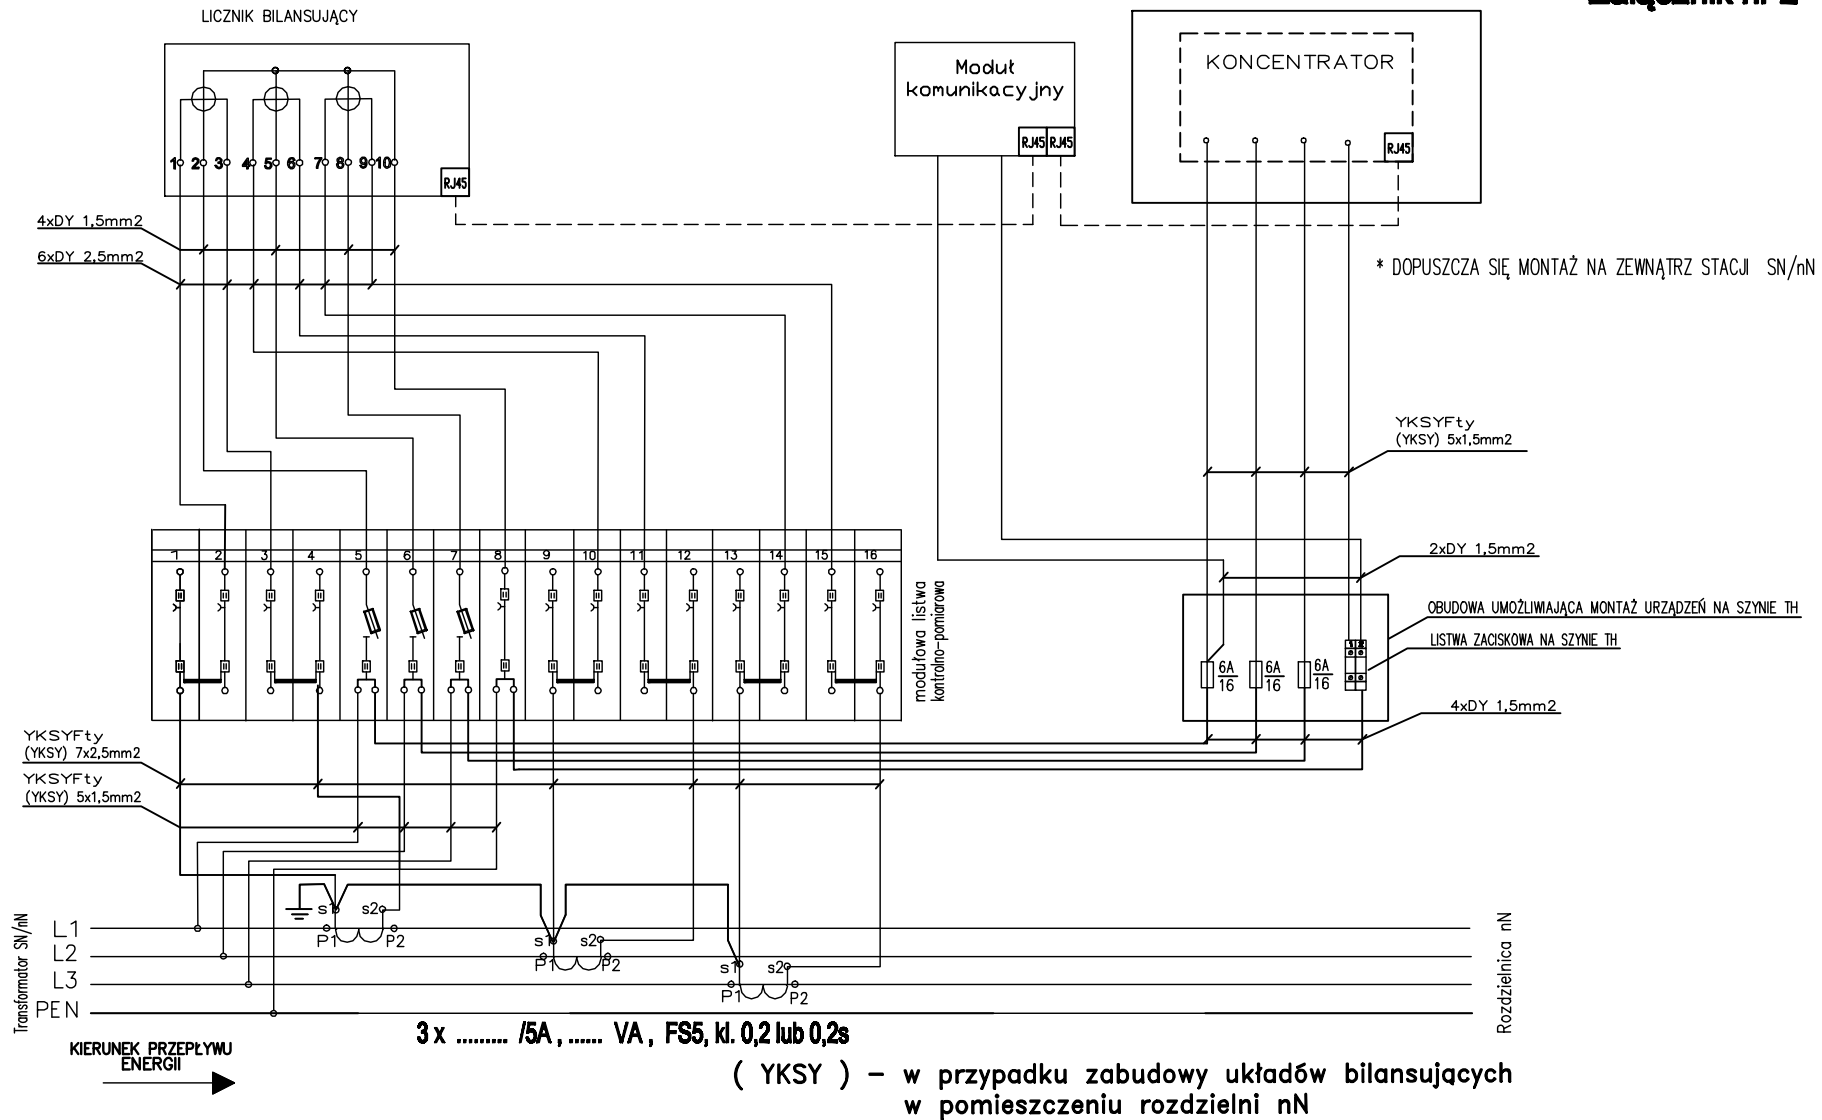 LICZNIK BILANSUJĄCY
1 2 3 4 5 6 7 8 9 10
RJ45
Moduł
komunikacyjny
RJ45 RJ45
KONCENTRATOR
RJ45
4xDY 1,5mm2
6xDY 2,5mm2
* DOPUSZCZA SIĘ MONTAŻ NA ZEWNĄTRZ STACJI SN/nN
YKSYFty
(YKSY) 5x1,5mm2
2xDY 1,5mm2
1 2 3 4 5 6 7 8 9 10 11 12 13 14 15 16
modułowa listwa
kontrolno-pomiarowa
OBUDOWA UMOŻLIWIAJĄCA MONTAŻ URZĄDZEŃ NA SZYNIE TH
LISTWA ZACISKOWA NA SZYNIE TH
6A
16
6A
16
6A
16
4xDY 1,5mm2
YKSYFty
(YKSY) 7x2,5mm2
YKSYFty
(YKSY) 5x1,5mm2
Transformator SN/nN
L1
L2
L3
PEN
s1 s2
P1 P2
s1 s2
P1 P2
s1 s2
P1 P2
Rozdzielnica nN
3 x ......... /5A , ...... VA , FS5, kl. 0,2 lub 0,2s
KIERUNEK PRZEPŁYWU
ENERGII
( YKSY ) – w przypadku zabudowy układów bilansujących
w pomieszczeniu rozdzielni nN